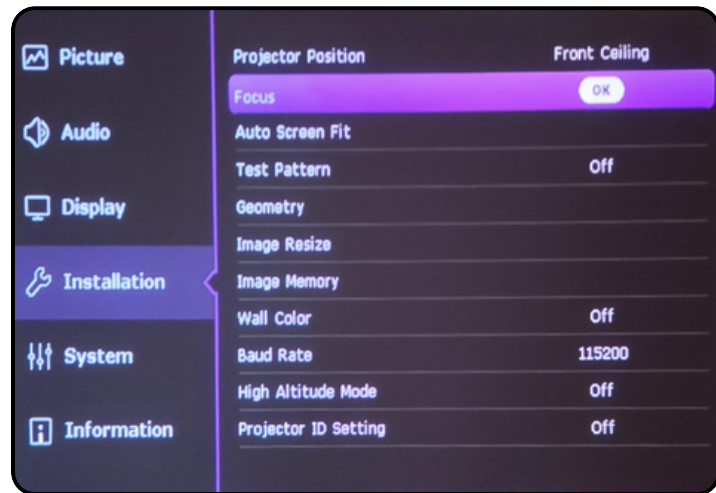 Picture
Audio
Display
Installation
System
Information
Projector Position Front Ceiling
Focus OK
Auto Screen Fit
Test Pattern Off
Geometry
Image Resize
Image Memory
Wall Color Off
Baud Rate 115200
High Altitude Mode Off
Projector ID Setting Off